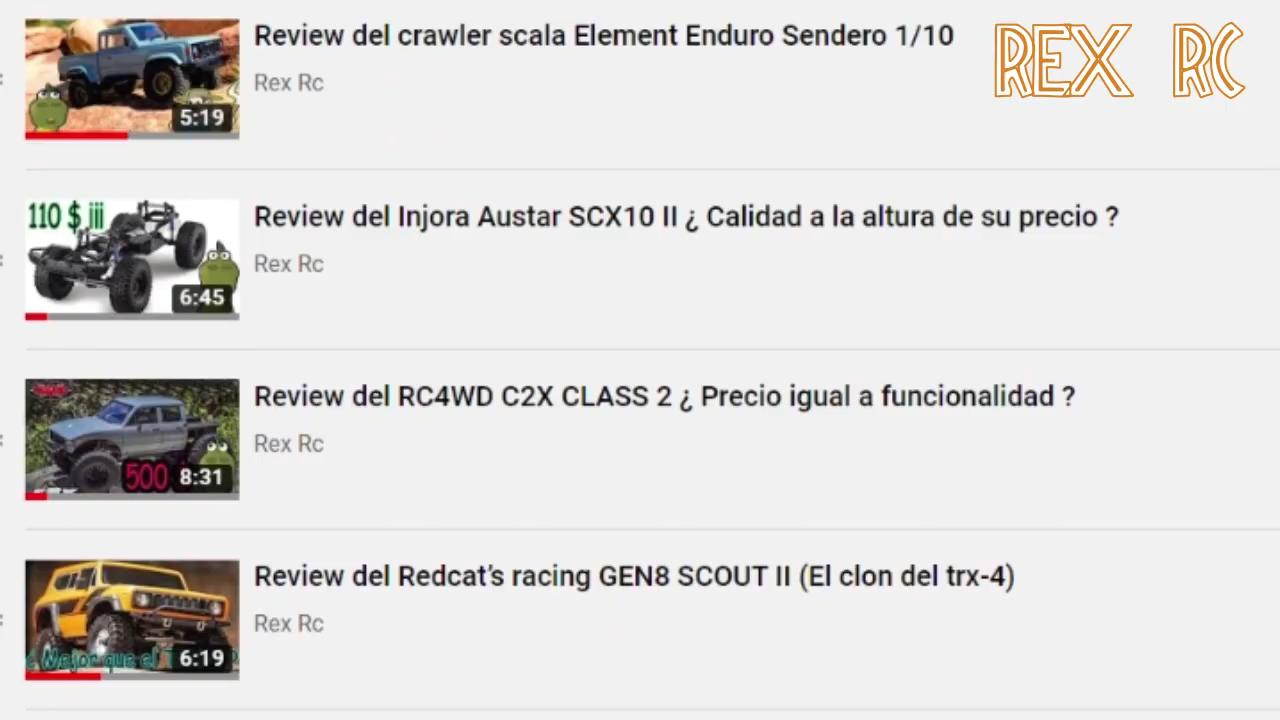 Review del crawler scala Element Enduro Sendero 1/10
REX RC
Rex Rc
5:19
110 $ ¡¡¡
Review del Injora Austar SCX10 II ¿ Calidad a la altura de su precio ?
Rex Rc
6:45
Review del RC4WD C2X CLASS 2 ¿ Precio igual a funcionalidad ?
Rex Rc
500
8:31
Review del Redcat’s racing GEN8 SCOUT II (El clon del trx-4)
Rex Rc
Mejor que el
6:19